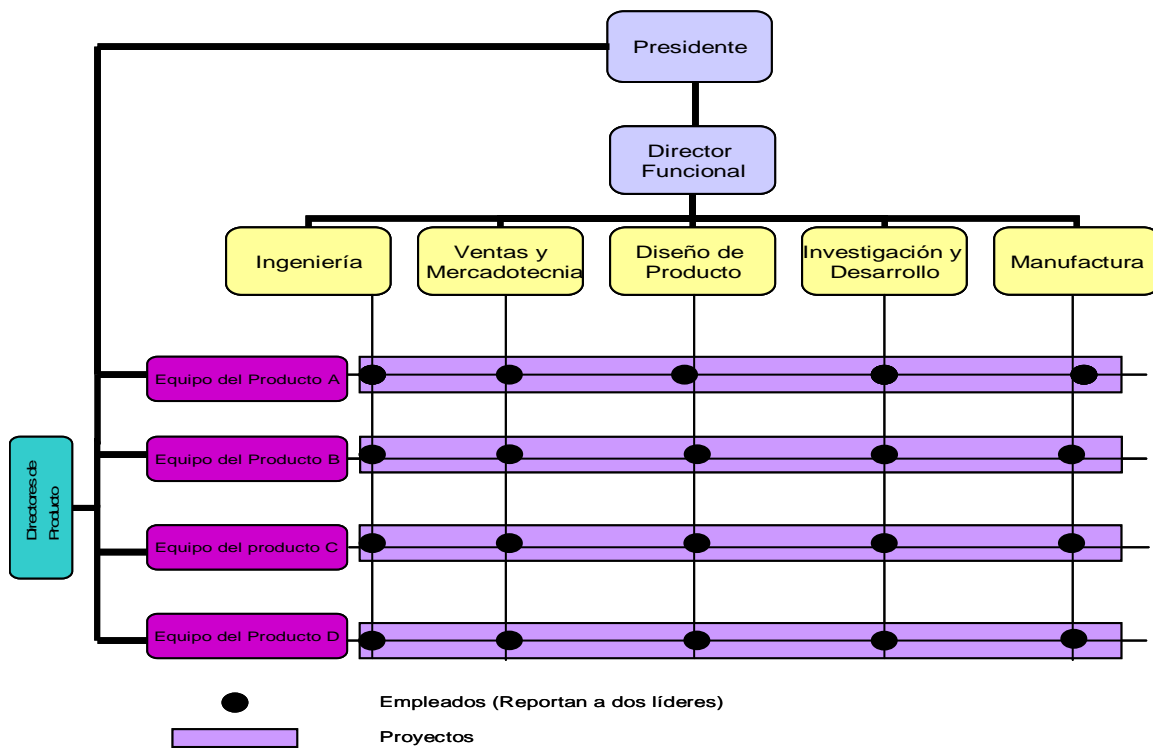 Presidente
Director
Funcional
Ingeniería
Ventas y
Mercadotecnia
Diseño de
Producto
Investigación y
Desarrollo
Manufactura
Equipo del Producto A
Equipo del Producto B
Directores de
Producto
Equipo del producto C
Equipo del Producto D
Empleados (Reportan a dos líderes)
Proyectos